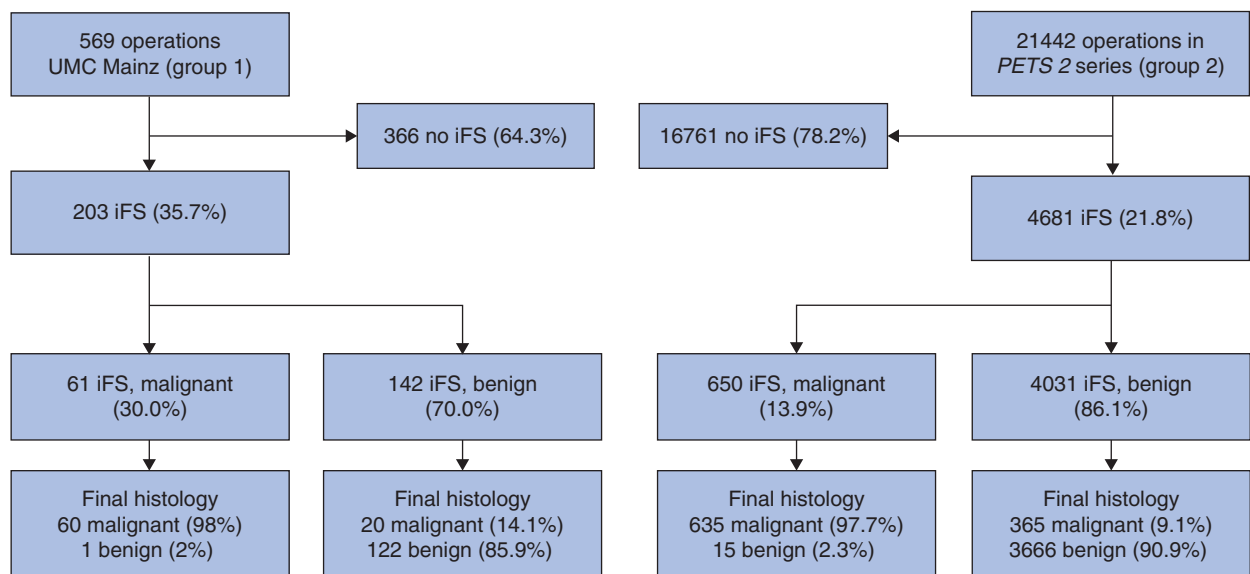 569 operations
UMC Mainz (group 1)
21442 operations in
PETS 2 series (group 2)
366 no iFS (64.3%)
16761 no iFS (78.2%)
203 iFS (35.7%)
4681 iFS (21.8%)
61 iFS, malignant
(30.0%)
142 iFS, benign
(70.0%)
650 iFS, malignant
(13.9%)
4031 iFS, benign
(86.1%)
Final histology
60 malignant (98%)
1 benign (2%)
Final histology
20 malignant (14.1%)
122 benign (85.9%)
Final histology
635 malignant (97.7%)
15 benign (2.3%)
Final histology
365 malignant (9.1%)
3666 benign (90.9%)